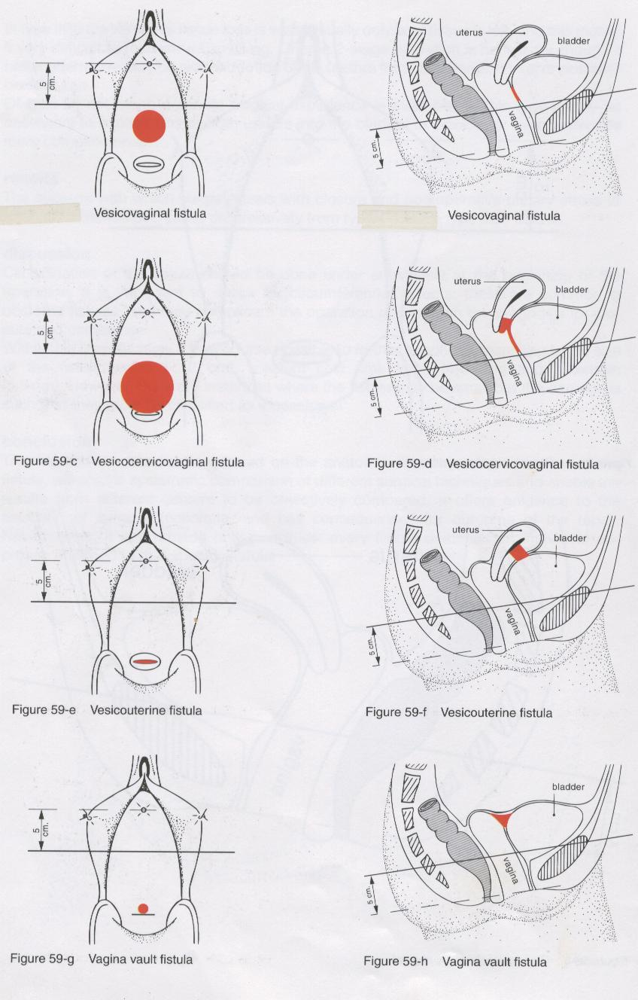 uterus
bladder
5
cm.
vagina
5 cm.
Vesicovaginal fistula
Vesicovaginal fistula
uterus
bladder
5
cm.
vagina
5 cm.
Figure 59-c Vesicocervicovaginal fistula
Figure 59-d Vesicocervicovaginal fistula
uterus
bladder
5
cm.
vagina
5 cm.
Figure 59-e Vesicouterine fistula
Figure 59-f Vesicouterine fistula
bladder
5
cm.
vagina
5 cm.
Figure 59-g Vagina vault fistula
Figure 59-h Vagina vault fistula